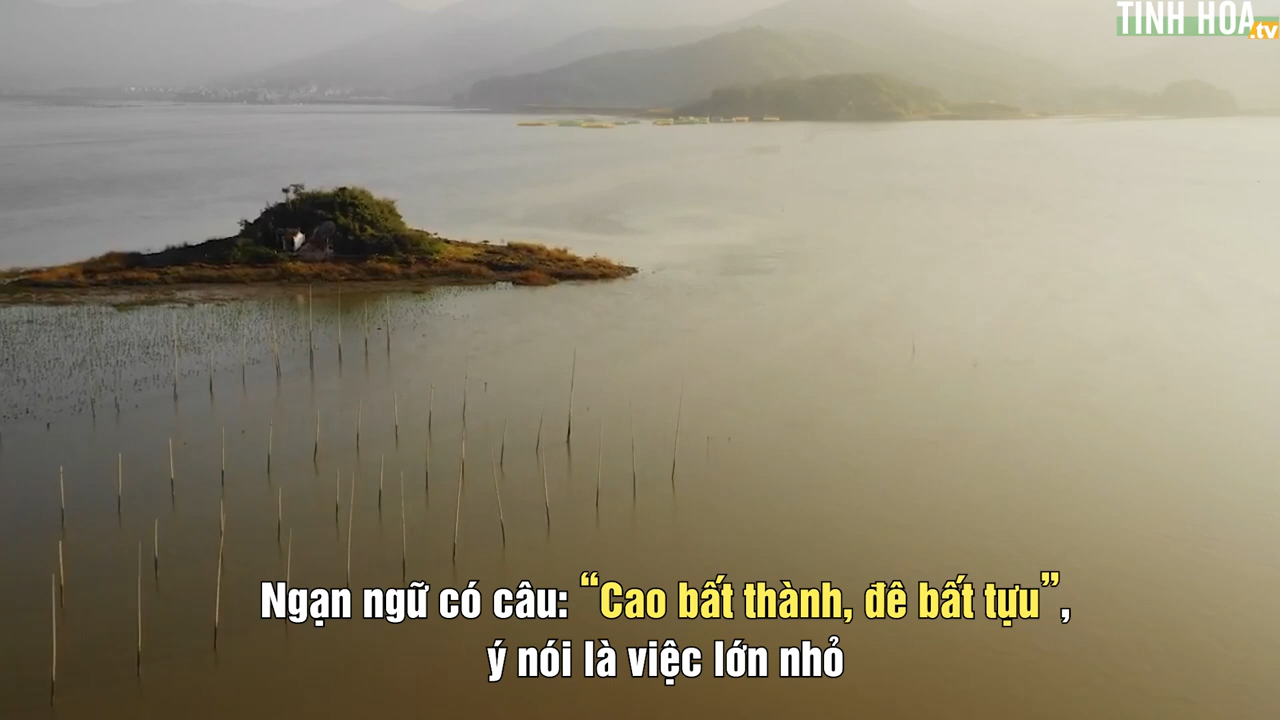 TINH HOA
.tv
Ngạn ngữ có câu: “Cao bất thành, đê bất tựu”,
ý nói là việc lớn nhỏ